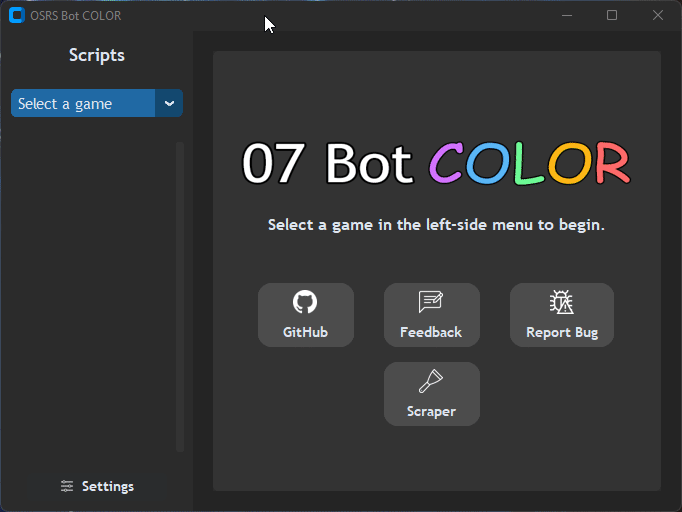 OSRS Bot COLOR
Scripts
Select a game
07 Bot COLOR
Select a game in the left-side menu to begin.
GitHub
Feedback
Report Bug
Scraper
Settings